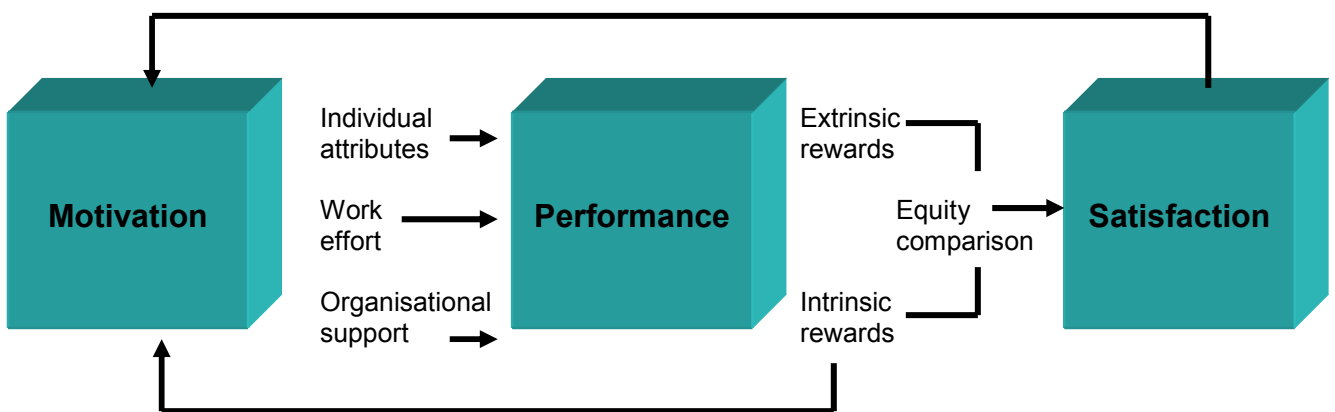 Motivation
Individual
attributes
Work
effort
Organisational
support
Performance
Extrinsic
rewards
Equity
comparison
Intrinsic
rewards
Satisfaction